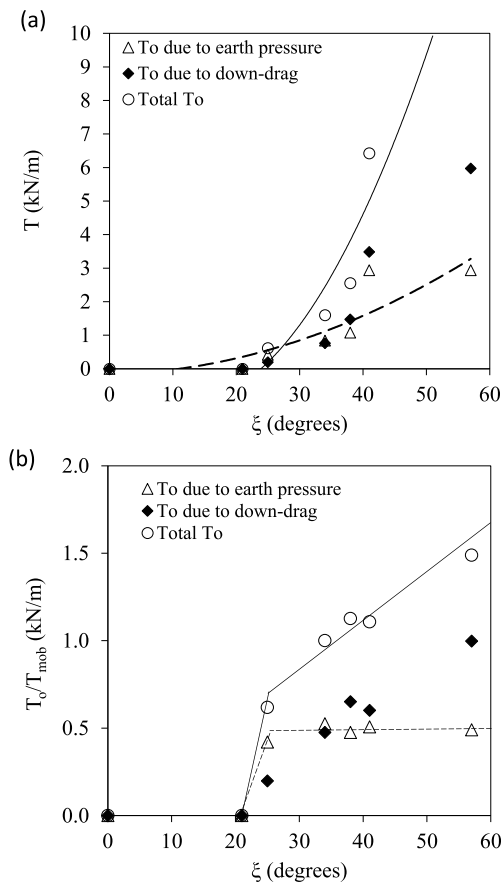 (a)
10
9
8
7
6
5
4
3
2
1
0
T (kN/m)
To due to earth pressure
To due to down-drag
Total To
0 10 20 30 40 50 60
ξ (degrees)
(b)
2.0
1.5
1.0
0.5
0.0
To/Tmob (kN/m)
To due to earth pressure
To due to down-drag
Total To
0 10 20 30 40 50 60
ξ (degrees)